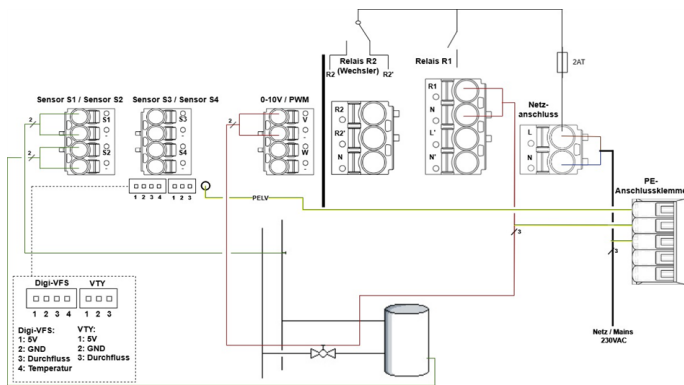 Relais R2
(Wechsler)
R2
R2'
Relais R1
2AT
Sensor S1 / Sensor S2
Sensor S3 / Sensor S4
0-10V / PWM
Netz-
anschluss
2
S1
-
2
S2
-
S3
-
S4
-
2
V
-
W
-
R2
R2'
N
R1
N
L'
N'
L
N
1 2 3 4
1 2 3
PELV
PE-
Anschlussklemme
3
3
Digi-VFS
VTY
1 2 3 4
1 2 3
Digi-VFS:
1: 5V
2: GND
3: Durchfluss
4: Temperatur
VTY:
1: 5V
2: GND
3: Durchfluss
Netz / Mains
230VAC